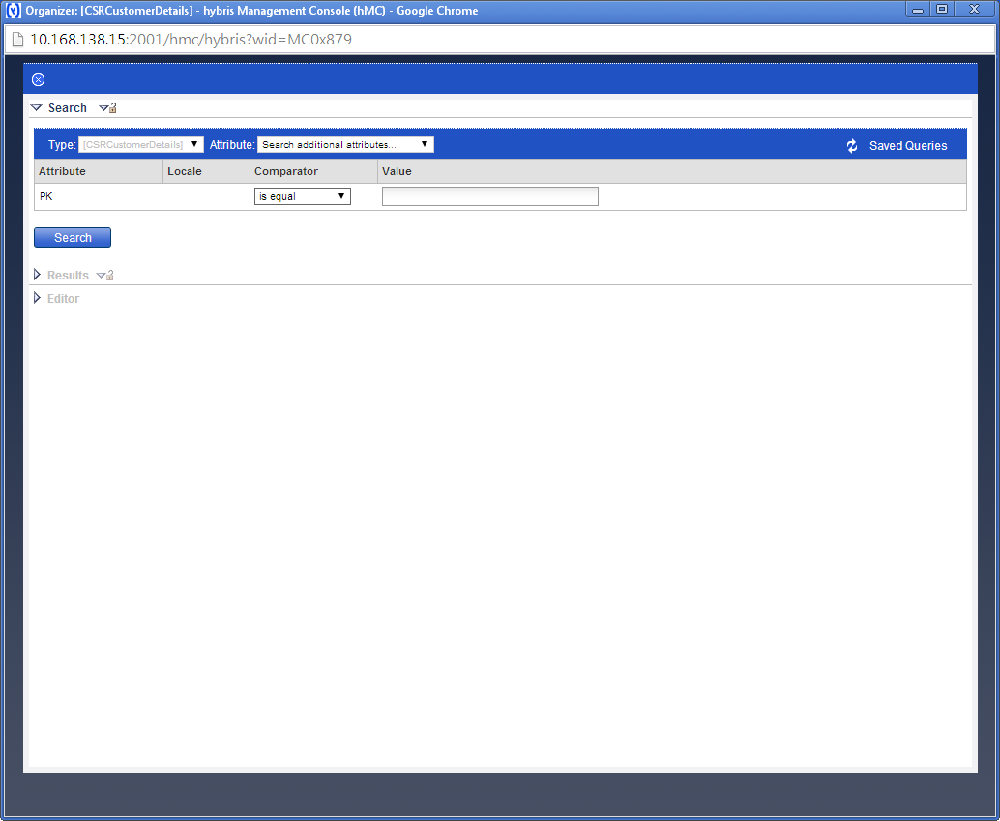 Organizer: [CSRCustomerDetails] - hybris Management Console (hMC) - Google Chrome
10.168.138.15:2001/hmc/hybris?wid=MC0x879
Search
Type: [CSRCustomerDetails] Attribute: Search additional attributes... Saved Queries
Attribute Locale Comparator Value
PK is equal
Search
Results
Editor